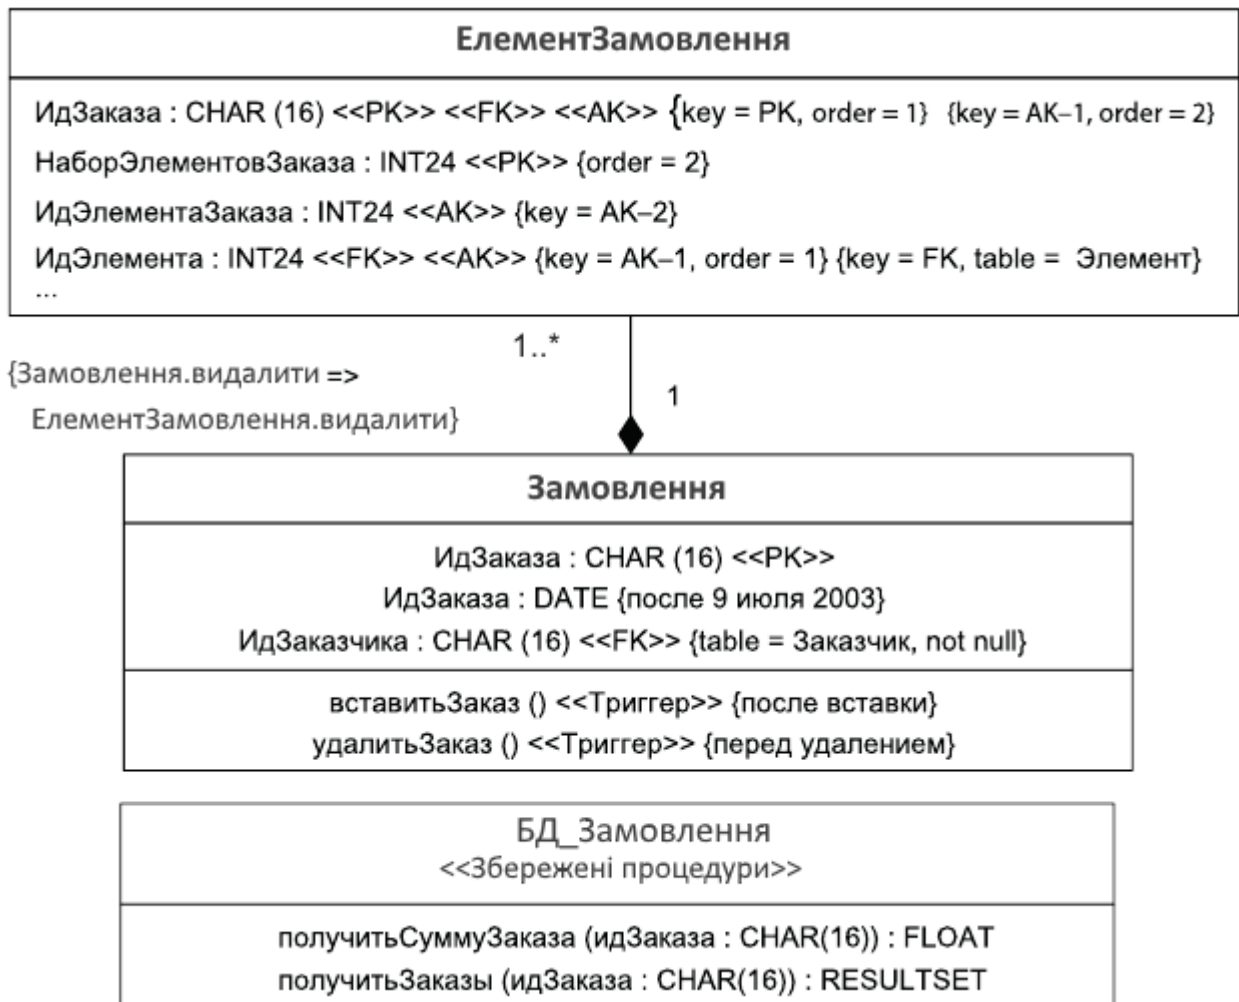 ЕлементЗамовлення
ИдЗаказа : CHAR (16) <<PK>> <<FK>> <<AK>> {key = PK, order = 1} {key = AK–1, order = 2}
НаборЭлементовЗаказа : INT24 <<PK>> {order = 2}
ИдЭлементаЗаказа : INT24 <<AK>> {key = AK–2}
ИдЭлемента : INT24 <<FK>> <<AK>> {key = AK–1, order = 1} {key = FK, table = Элемент}
...
1..*
{Замовлення.видалити =>
1
ЕлементЗамовлення.видалити}
Замовлення
ИдЗаказа : CHAR (16) <<PK>>
ИдЗаказа : DATE {после 9 июля 2003}
ИдЗаказчика : CHAR (16) <<FK>> {table = Заказчик, not null}
вставитьЗаказ () <<Триггер>> {после вставки}
удалитьЗаказ () <<Триггер>> {перед удалением}
БД_Замовлення
<<Збережені процедури>>
получитьСуммуЗаказа (идЗаказа : CHAR(16)) : FLOAT
получитьЗаказы (идЗаказа : CHAR(16)) : RESULTSET